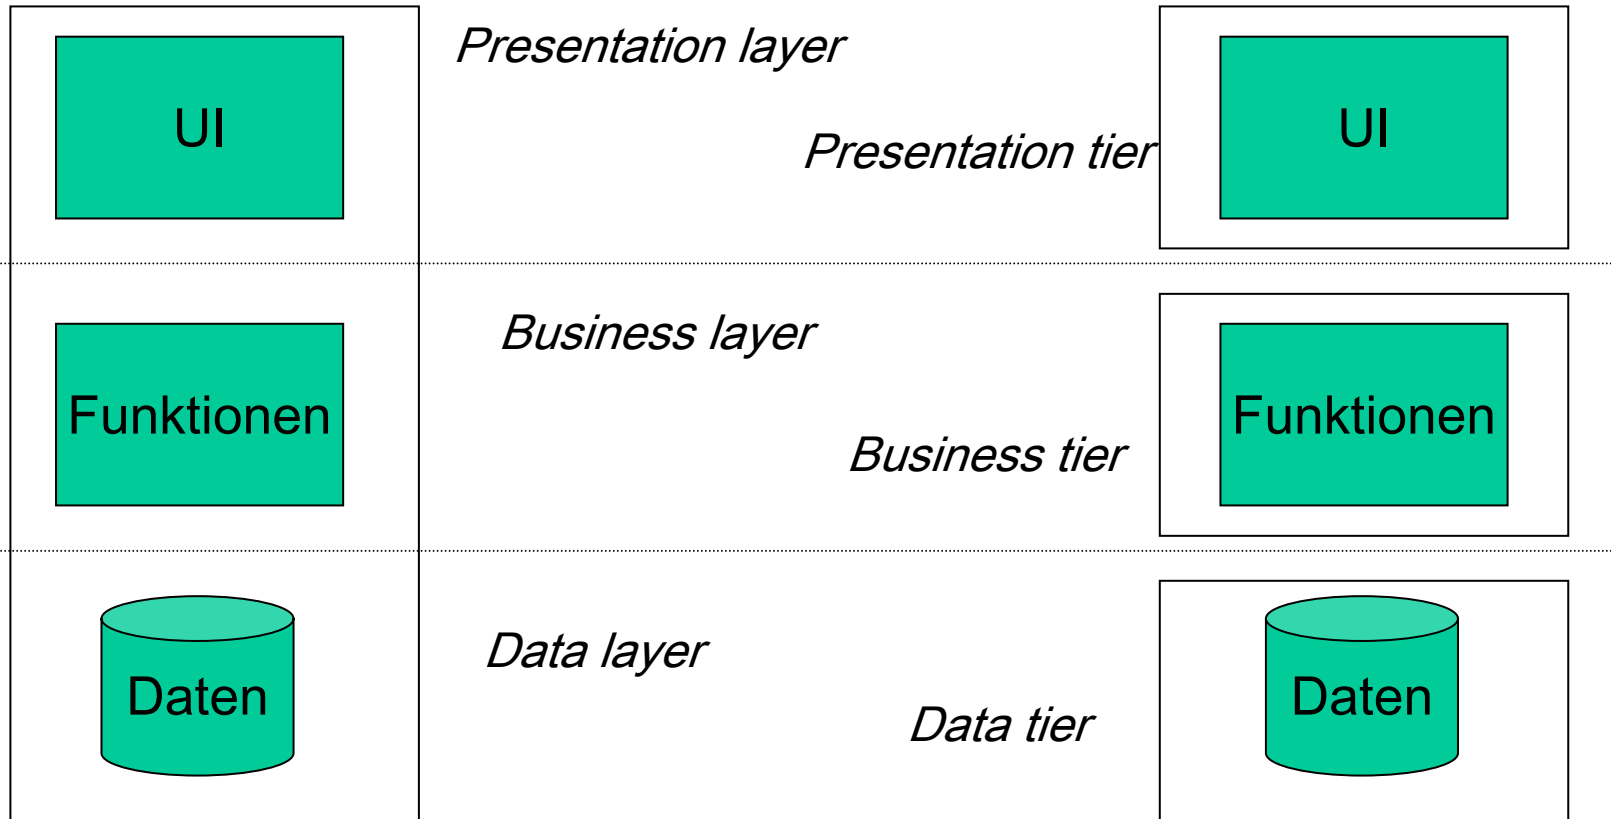 Presentation layer
UI
Presentation tier
UI
Business layer
Funktionen
Business tier
Funktionen
Data layer
Daten
Data tier
Daten